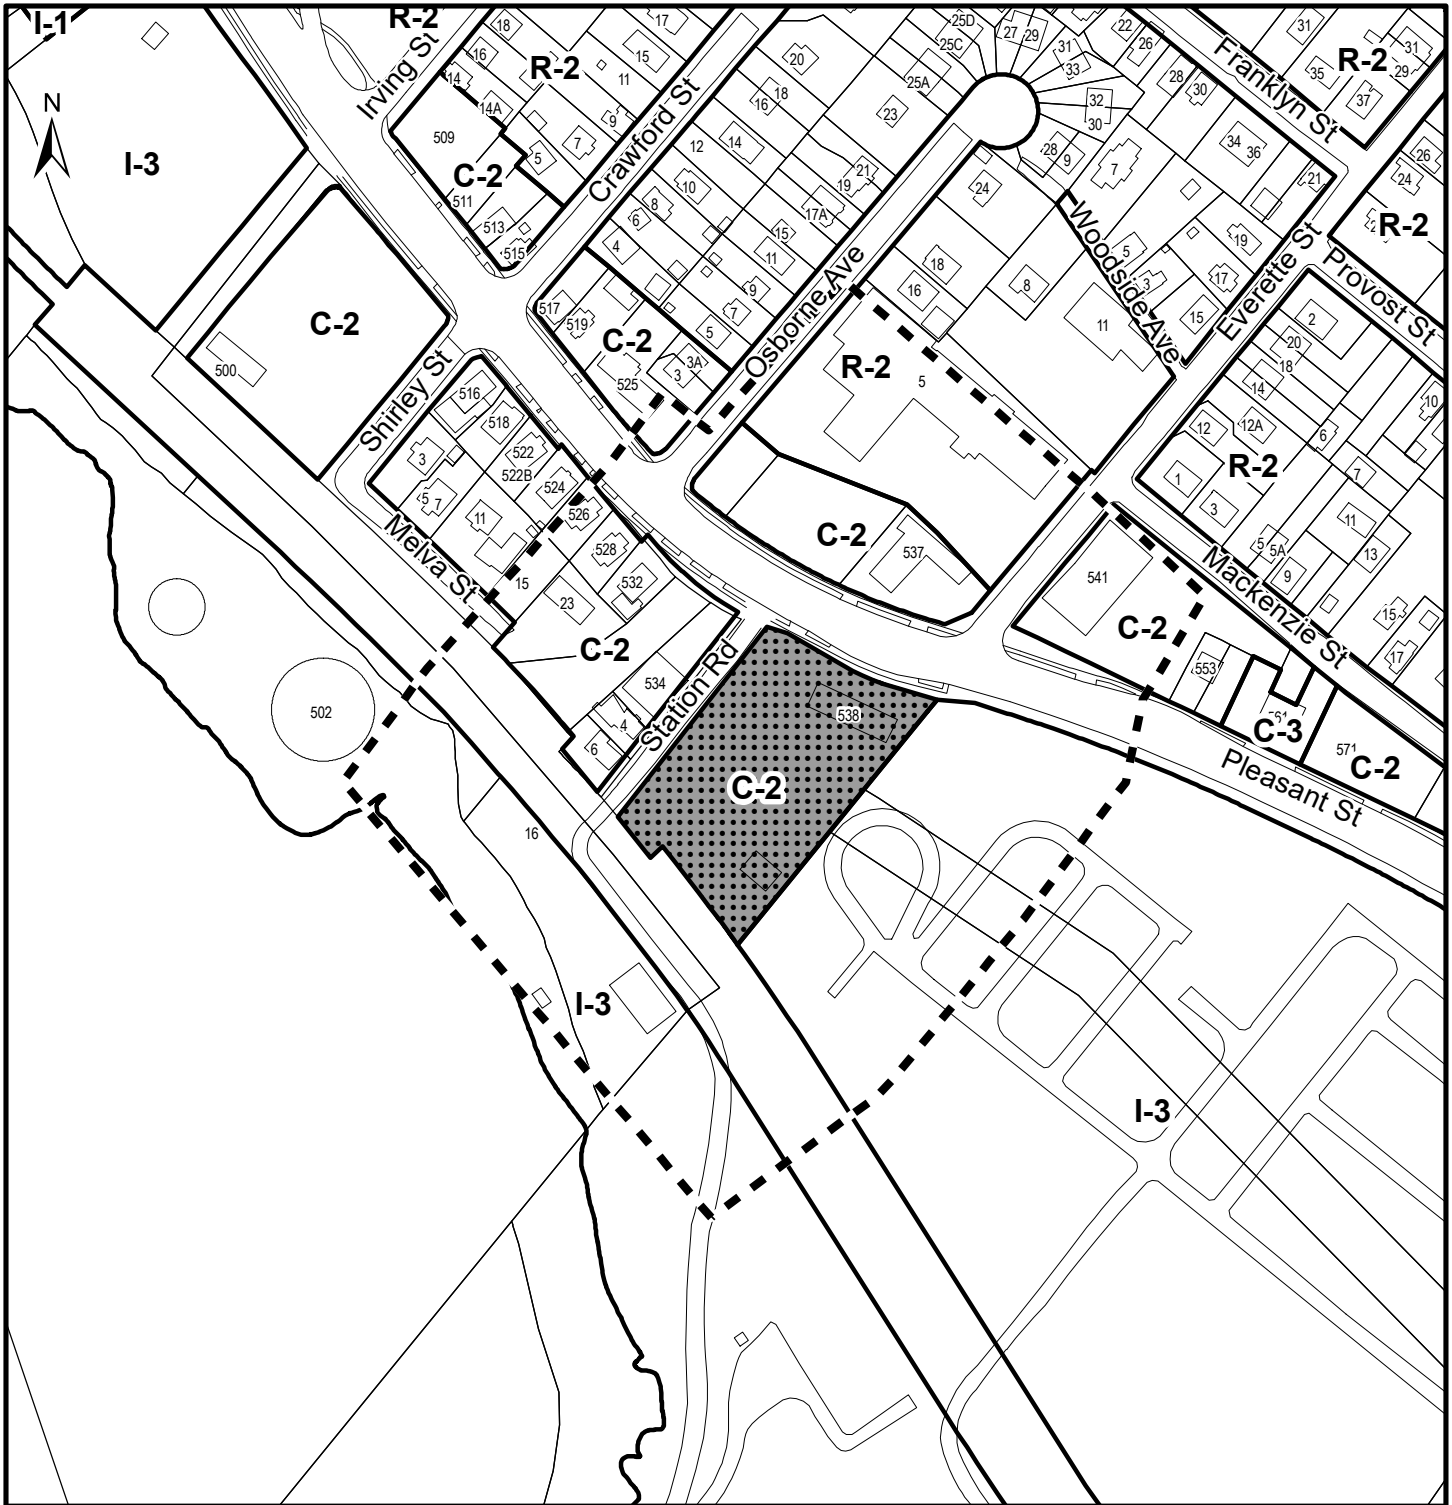 I-1
R-2
18
17
25D
27
29
22
31
16
15
20
25C
31
26
Franklyn St
R-2
31
R-2
11
33
28
35
29
14
Irving St
18
25A
30
37
14A
16
32
N
9
23
30
509
7
14
34
36
26
I-3
5
Crawford St
12
28
9
7
C-2
21
24
21
511
10
19
24
513
8
17A
Woodside Ave
R-2
515
6
15
5
19
4
11
18
Everette St
Provost St
517
9
16
8
3
17
C-2
519
7
15
2
C-2
5
Osborne Ave
11
20
3A
R-2
500
3
18
525
5
14
Shirley St
516
10
518
12
12A
3
522
6
522B
R-2
7
5
524
1
7
526
3
11
11
C-2
5
5A
13
528
537
Melva St
15
541
9
532
23
Mackenzie St
15
C-2
C-2
17
553
534
Station Rd
502
4
538
C-3
6
571
C-2
C-2
Pleasant St
16
I-3
I-3